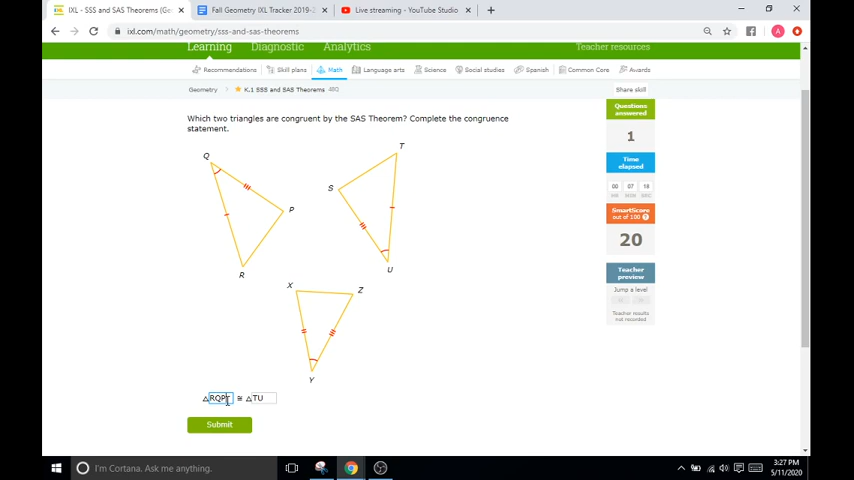 IXL - SSS and SAS Theorems (Ge
Fall Geometry IXL Tracker 2019-2
Live streaming - YouTube Studio
ixl.com/math/geometry/sss-and-sas-theorems
Learning Diagnostic Analytics Teacher resources
Recommendations Skill plans Math Language arts Science Social studies Spanish Common Core Awards
Geometry K.1 SSS and SAS Theorems 48Q
Share skill
Which two triangles are congruent by the SAS Theorem? Complete the congruence
statement.
Questions
answered
1
Time
elapsed
00 07 18
HR MIN SEC
SmartScore
out of 100 ?
20
Teacher
preview
Jump a level
Teacher results
not recorded
Q
P
R
T
S
U
X
Z
Y
△RQP ≅ △TU
Submit
I'm Cortana. Ask me anything.
3:27 PM
5/11/2020